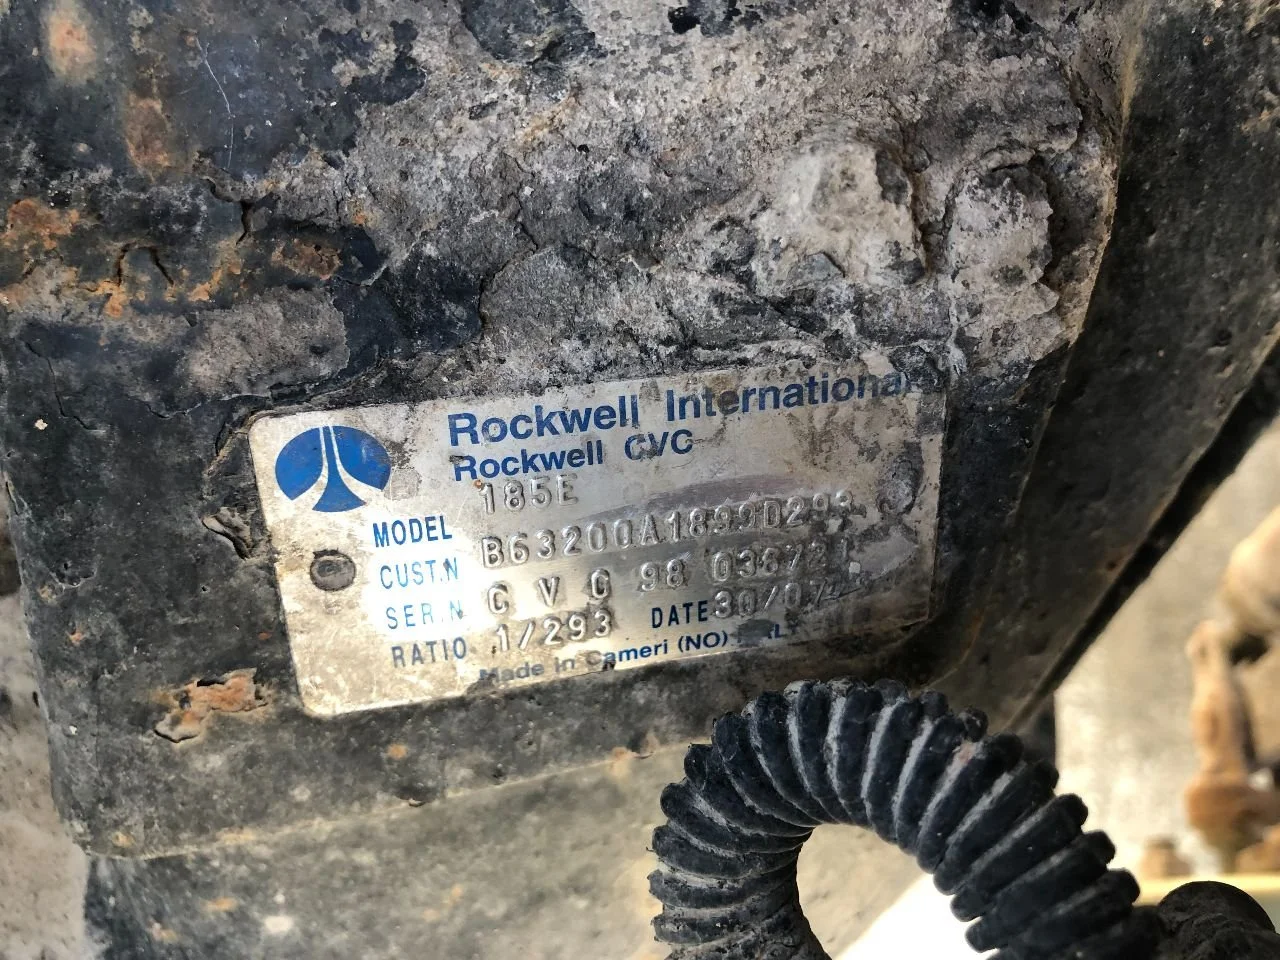 Rockwell International
Rockwell CVC
MODEL 185E
CUST.N B63200A1899D293
SER.N C V C 98 03872
RATIO 1/293 DATE 30/07
Made in Cameri (NO)